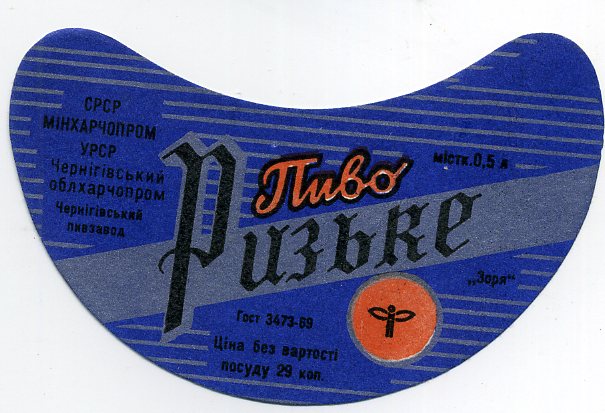 СРСР
МІНХАРЧОПРОМ
УРСР
Чернігівський
облхарчопром
Чернігівський
пивзавод
Пиво
Ризьке
містк. 0,5 л
„Зоря“
Гост 3473-69
Ціна без вартості
посуду 29 коп.